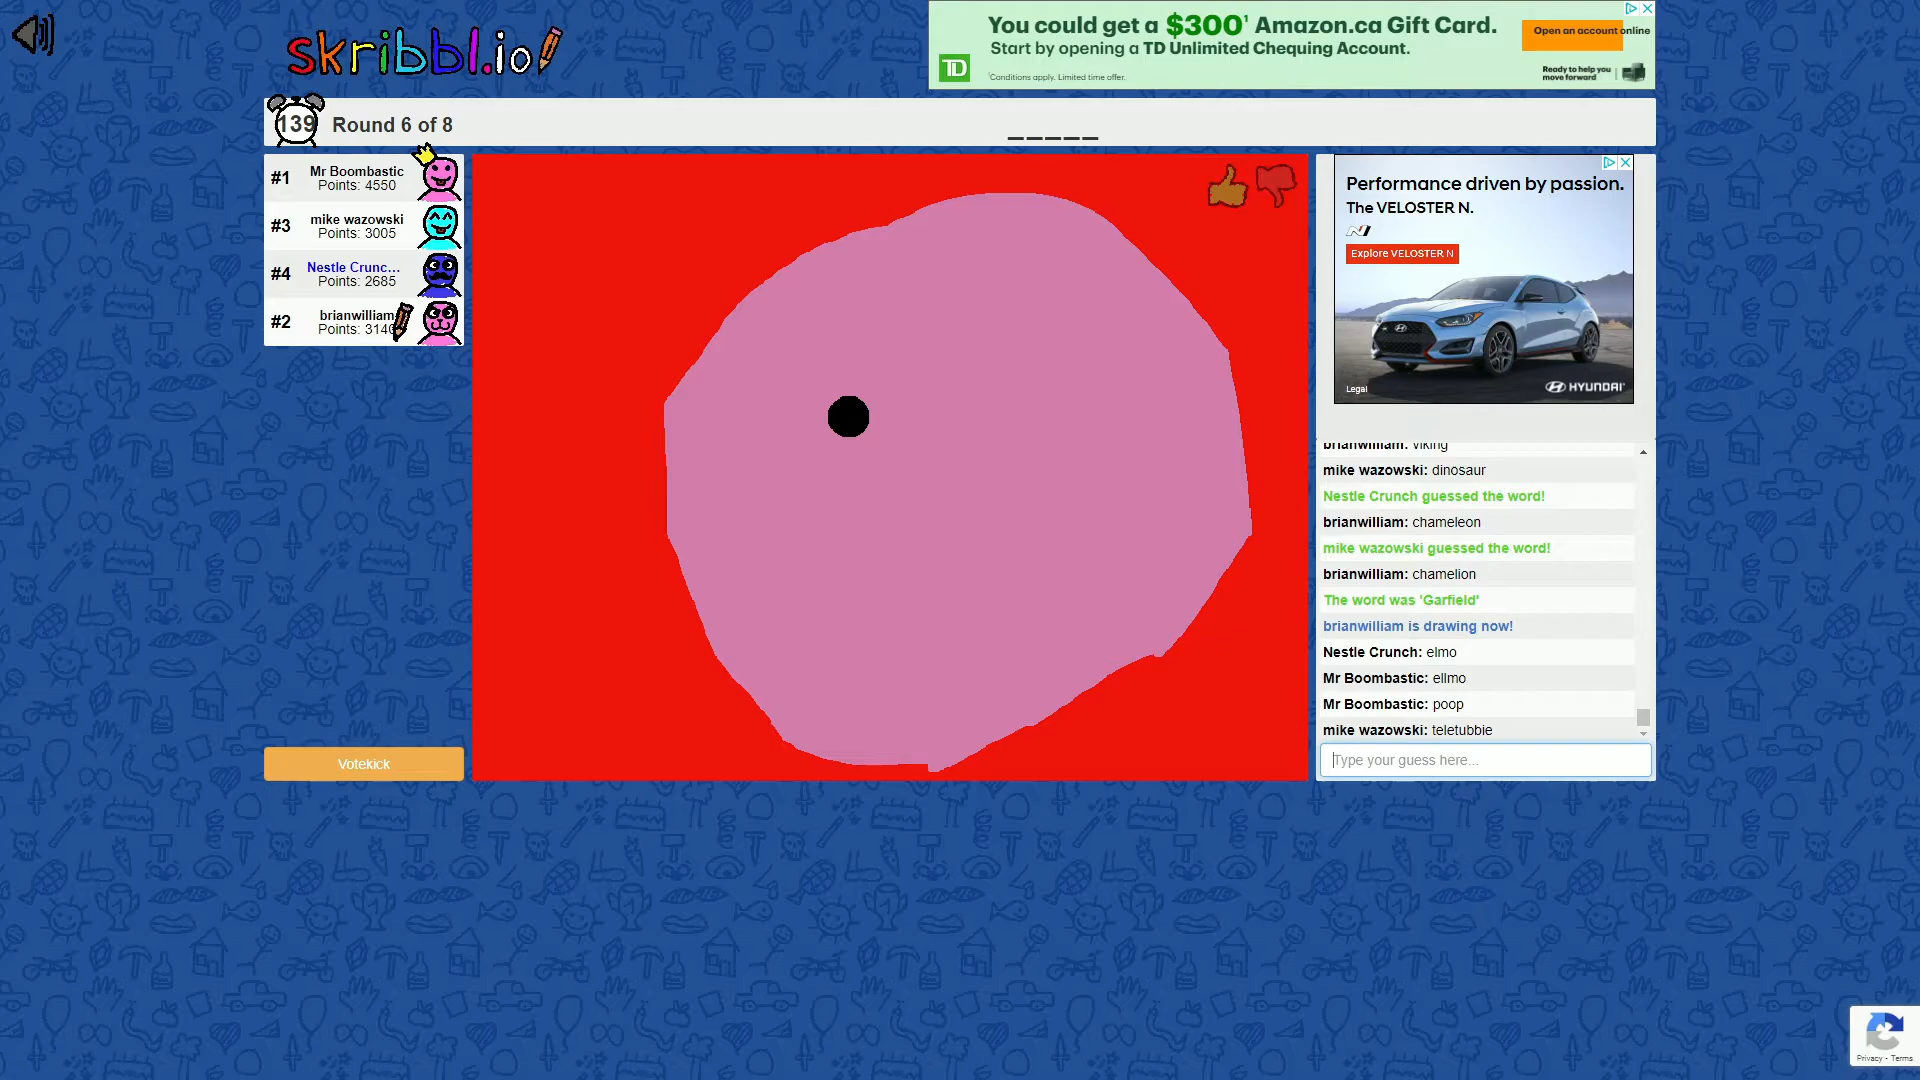 skribbl.io
You could get a $300¹ Amazon.ca Gift Card.
Start by opening a TD Unlimited Chequing Account.
TD
¹Conditions apply. Limited time offer.
Open an account online
Ready to help you
move forward
139
Round 6 of 8
_ _ _ _ _
#1
Mr Boombastic
Points: 4550
#3
mike wazowski
Points: 3005
#4
Nestle Crunc...
Points: 2685
#2
brianwilliam
Points: 3140
Votekick
Performance driven by passion.
The VELOSTER N.
N
Explore VELOSTER N
Legal
HYUNDAI
brianwilliam: viking
mike wazowski: dinosaur
Nestle Crunch guessed the word!
brianwilliam: chameleon
mike wazowski guessed the word!
brianwilliam: chamelion
The word was 'Garfield'
brianwilliam is drawing now!
Nestle Crunch: elmo
Mr Boombastic: ellmo
Mr Boombastic: poop
mike wazowski: teletubbie
Type your guess here...
Privacy - Terms